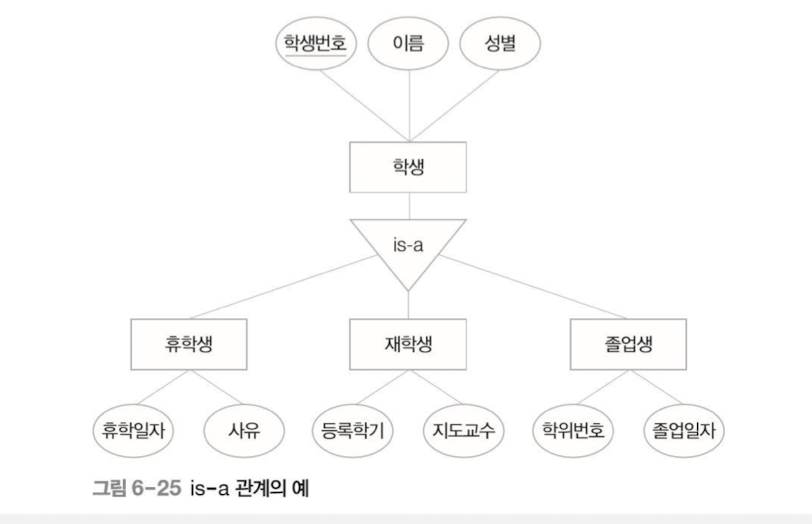 학생번호 이름 성별
학생
is-a
휴학생 재학생 졸업생
휴학일자 사유 등록학기 지도교수 학위번호 졸업일자
그림 6-25 is-a 관계의 예